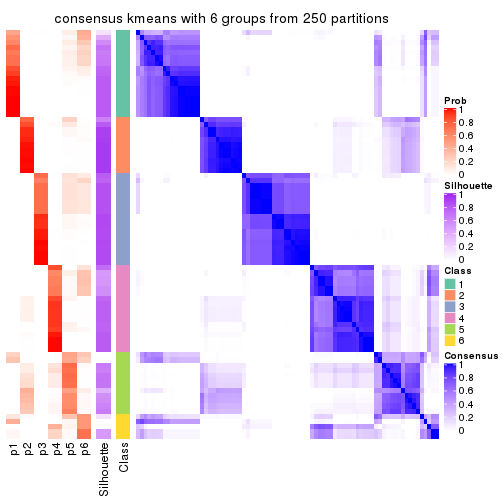 consensus kmeans with 6 groups from 250 partitions
Prob
1
0.8
0.6
0.4
0.2
0
Silhouette
1
0.8
0.6
0.4
0.2
0
Class
1
2
3
4
5
6
Consensus
1
0.8
0.6
0.4
0.2
0
p1
p2
p3
p4
p5
p6
Silhouette
Class